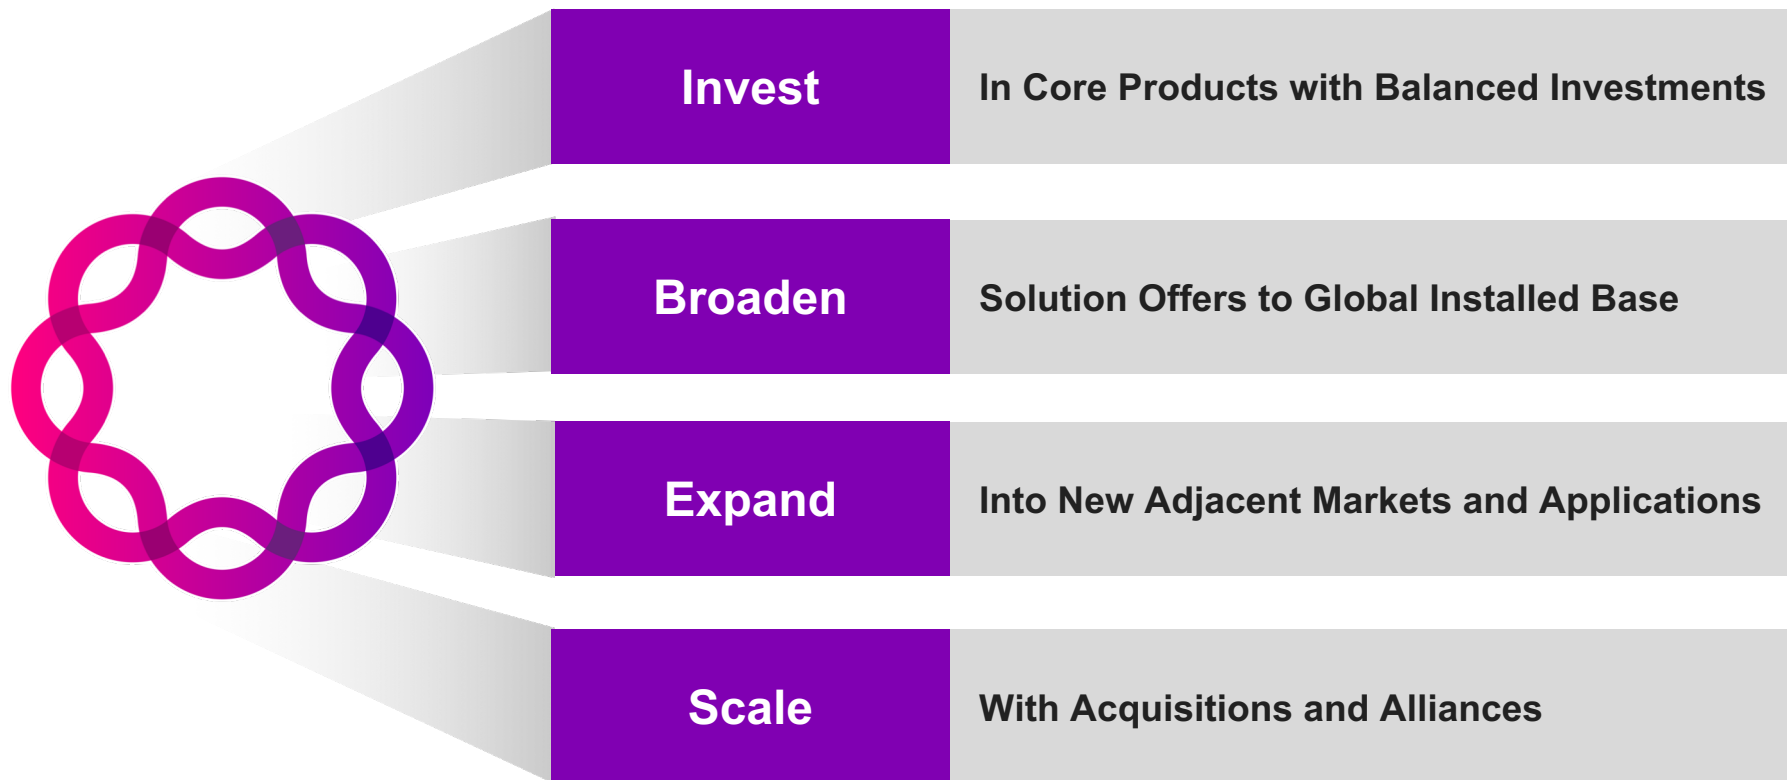 Invest
In Core Products with Balanced Investments
Broaden
Solution Offers to Global Installed Base
Expand
Into New Adjacent Markets and Applications
Scale
With Acquisitions and Alliances